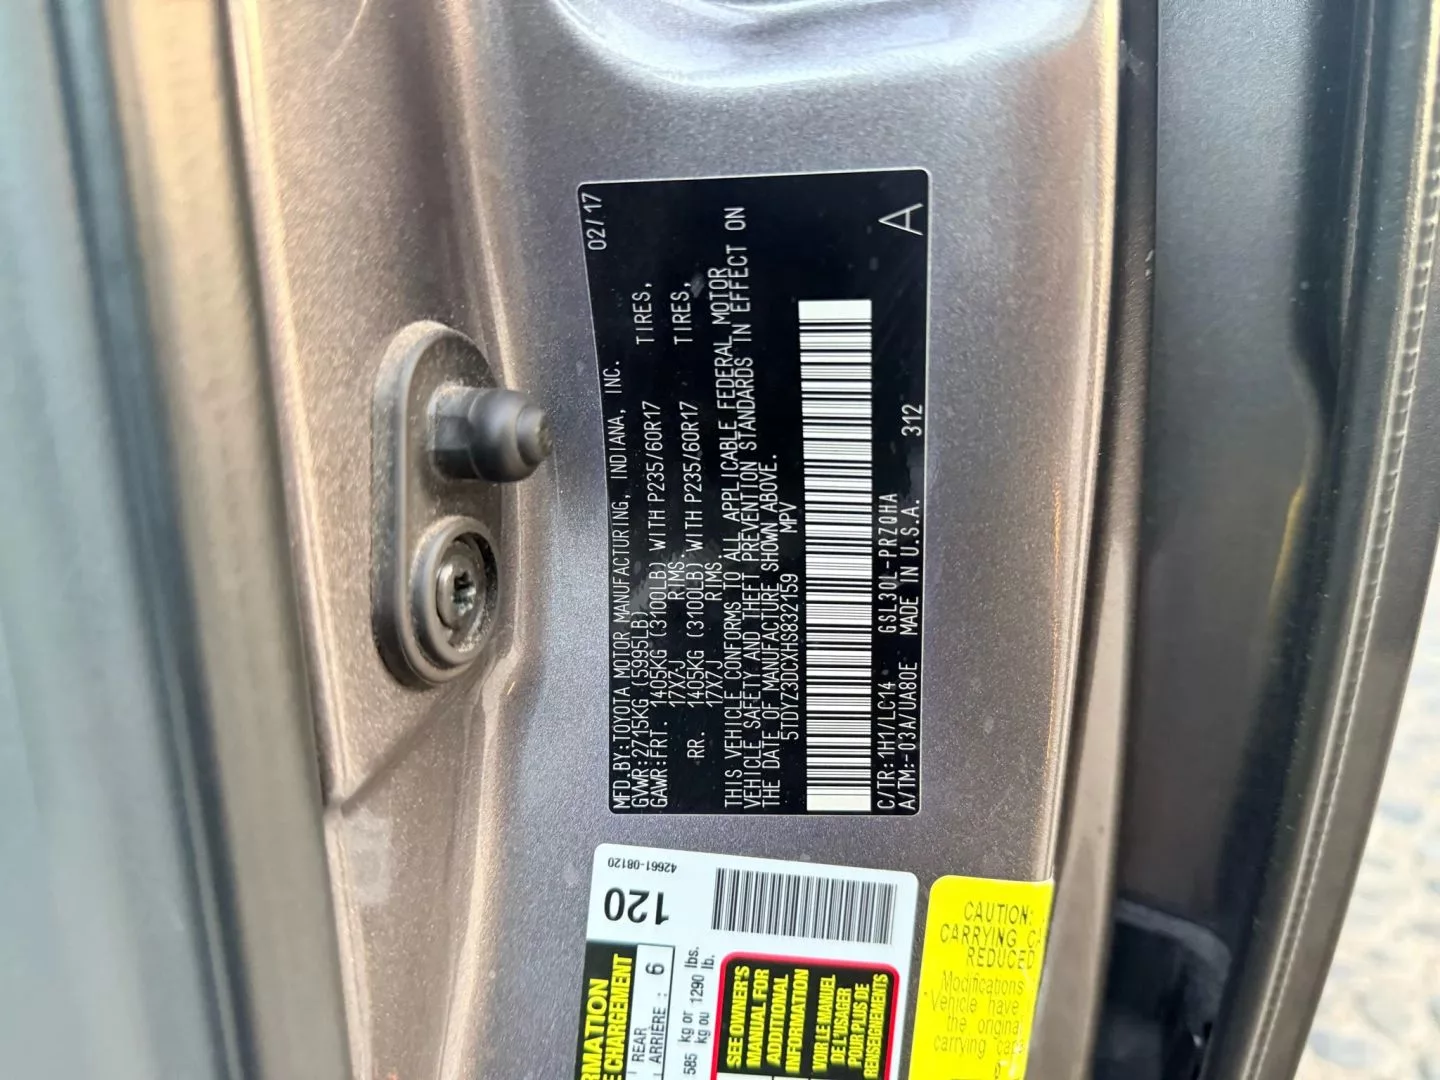 02/17
MFD.BY:TOYOTA MOTOR MANUFACTURING, INDIANA, INC.
GVWR:2715KG (5995LB)
GAWR:FRT. 1405KG (3100LB) WITH P235/60R17 TIRES,
17X7J RIMS.
RR. 1405KG (3100LB) WITH P235/60R17 TIRES,
17X7J RIMS.
THIS VEHICLE CONFORMS TO ALL APPLICABLE FEDERAL MOTOR
VEHICLE SAFETY AND THEFT PREVENTION STANDARDS IN EFFECT ON
THE DATE OF MANUFACTURE SHOWN ABOVE.
5TDYZ3DCXHS832159 MPV
C/TR:1H1/LC14 GSL30L-PRZQHA
A/TM:-03A/UA80E MADE IN U.S.A. 312
A
42661-08120
120
REAR
ARRIÈRE : 6
585 kg or 1290 lbs.
kg ou lb.
SEE OWNER'S
MANUAL FOR
ADDITIONAL
INFORMATION
VOIR LE MANUEL
DE L'USAGER
POUR PLUS DE
RENSEIGNEMENTS
CAUTION:
CARRYING
REDUCED
Modifications
Vehicle have
the original
carrying